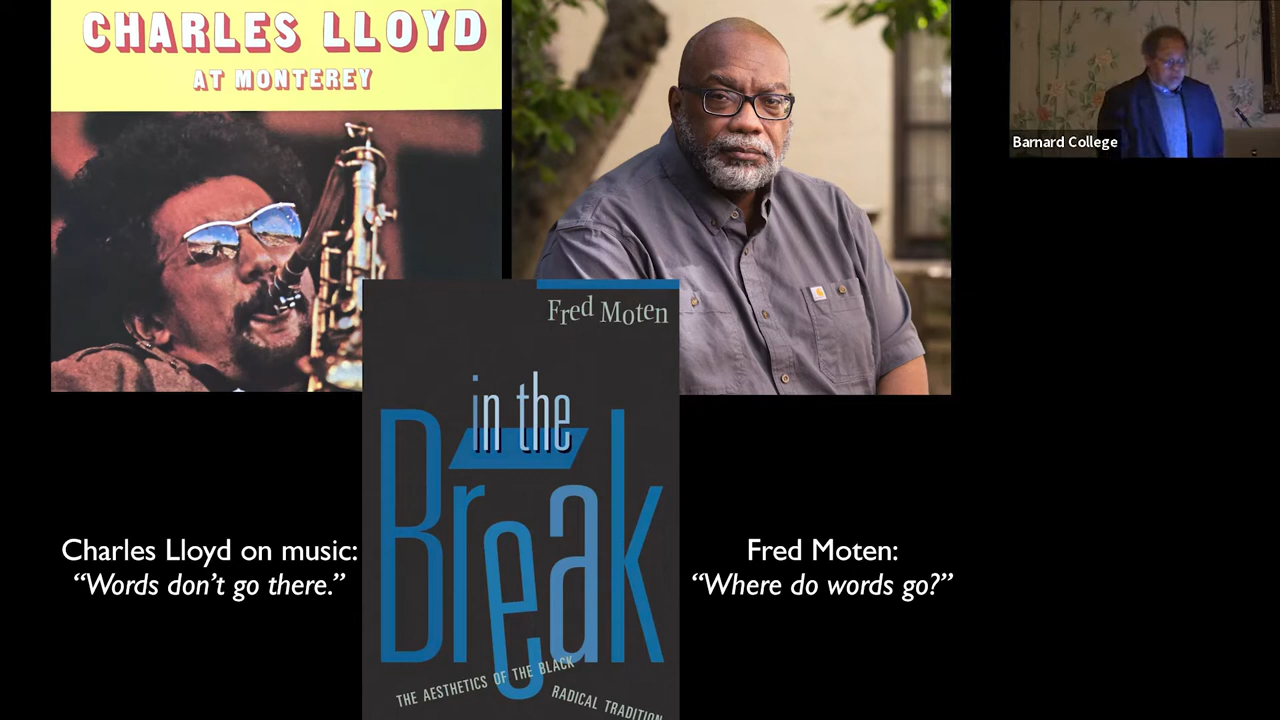 CHARLES LLOYD
AT MONTEREY
Barnard College
Fred Moten
in the
Break
THE AESTHETICS OF THE BLACK
RADICAL TRADITION
Charles Lloyd on music:
“Words don’t go there.”
Fred Moten:
“Where do words go?”